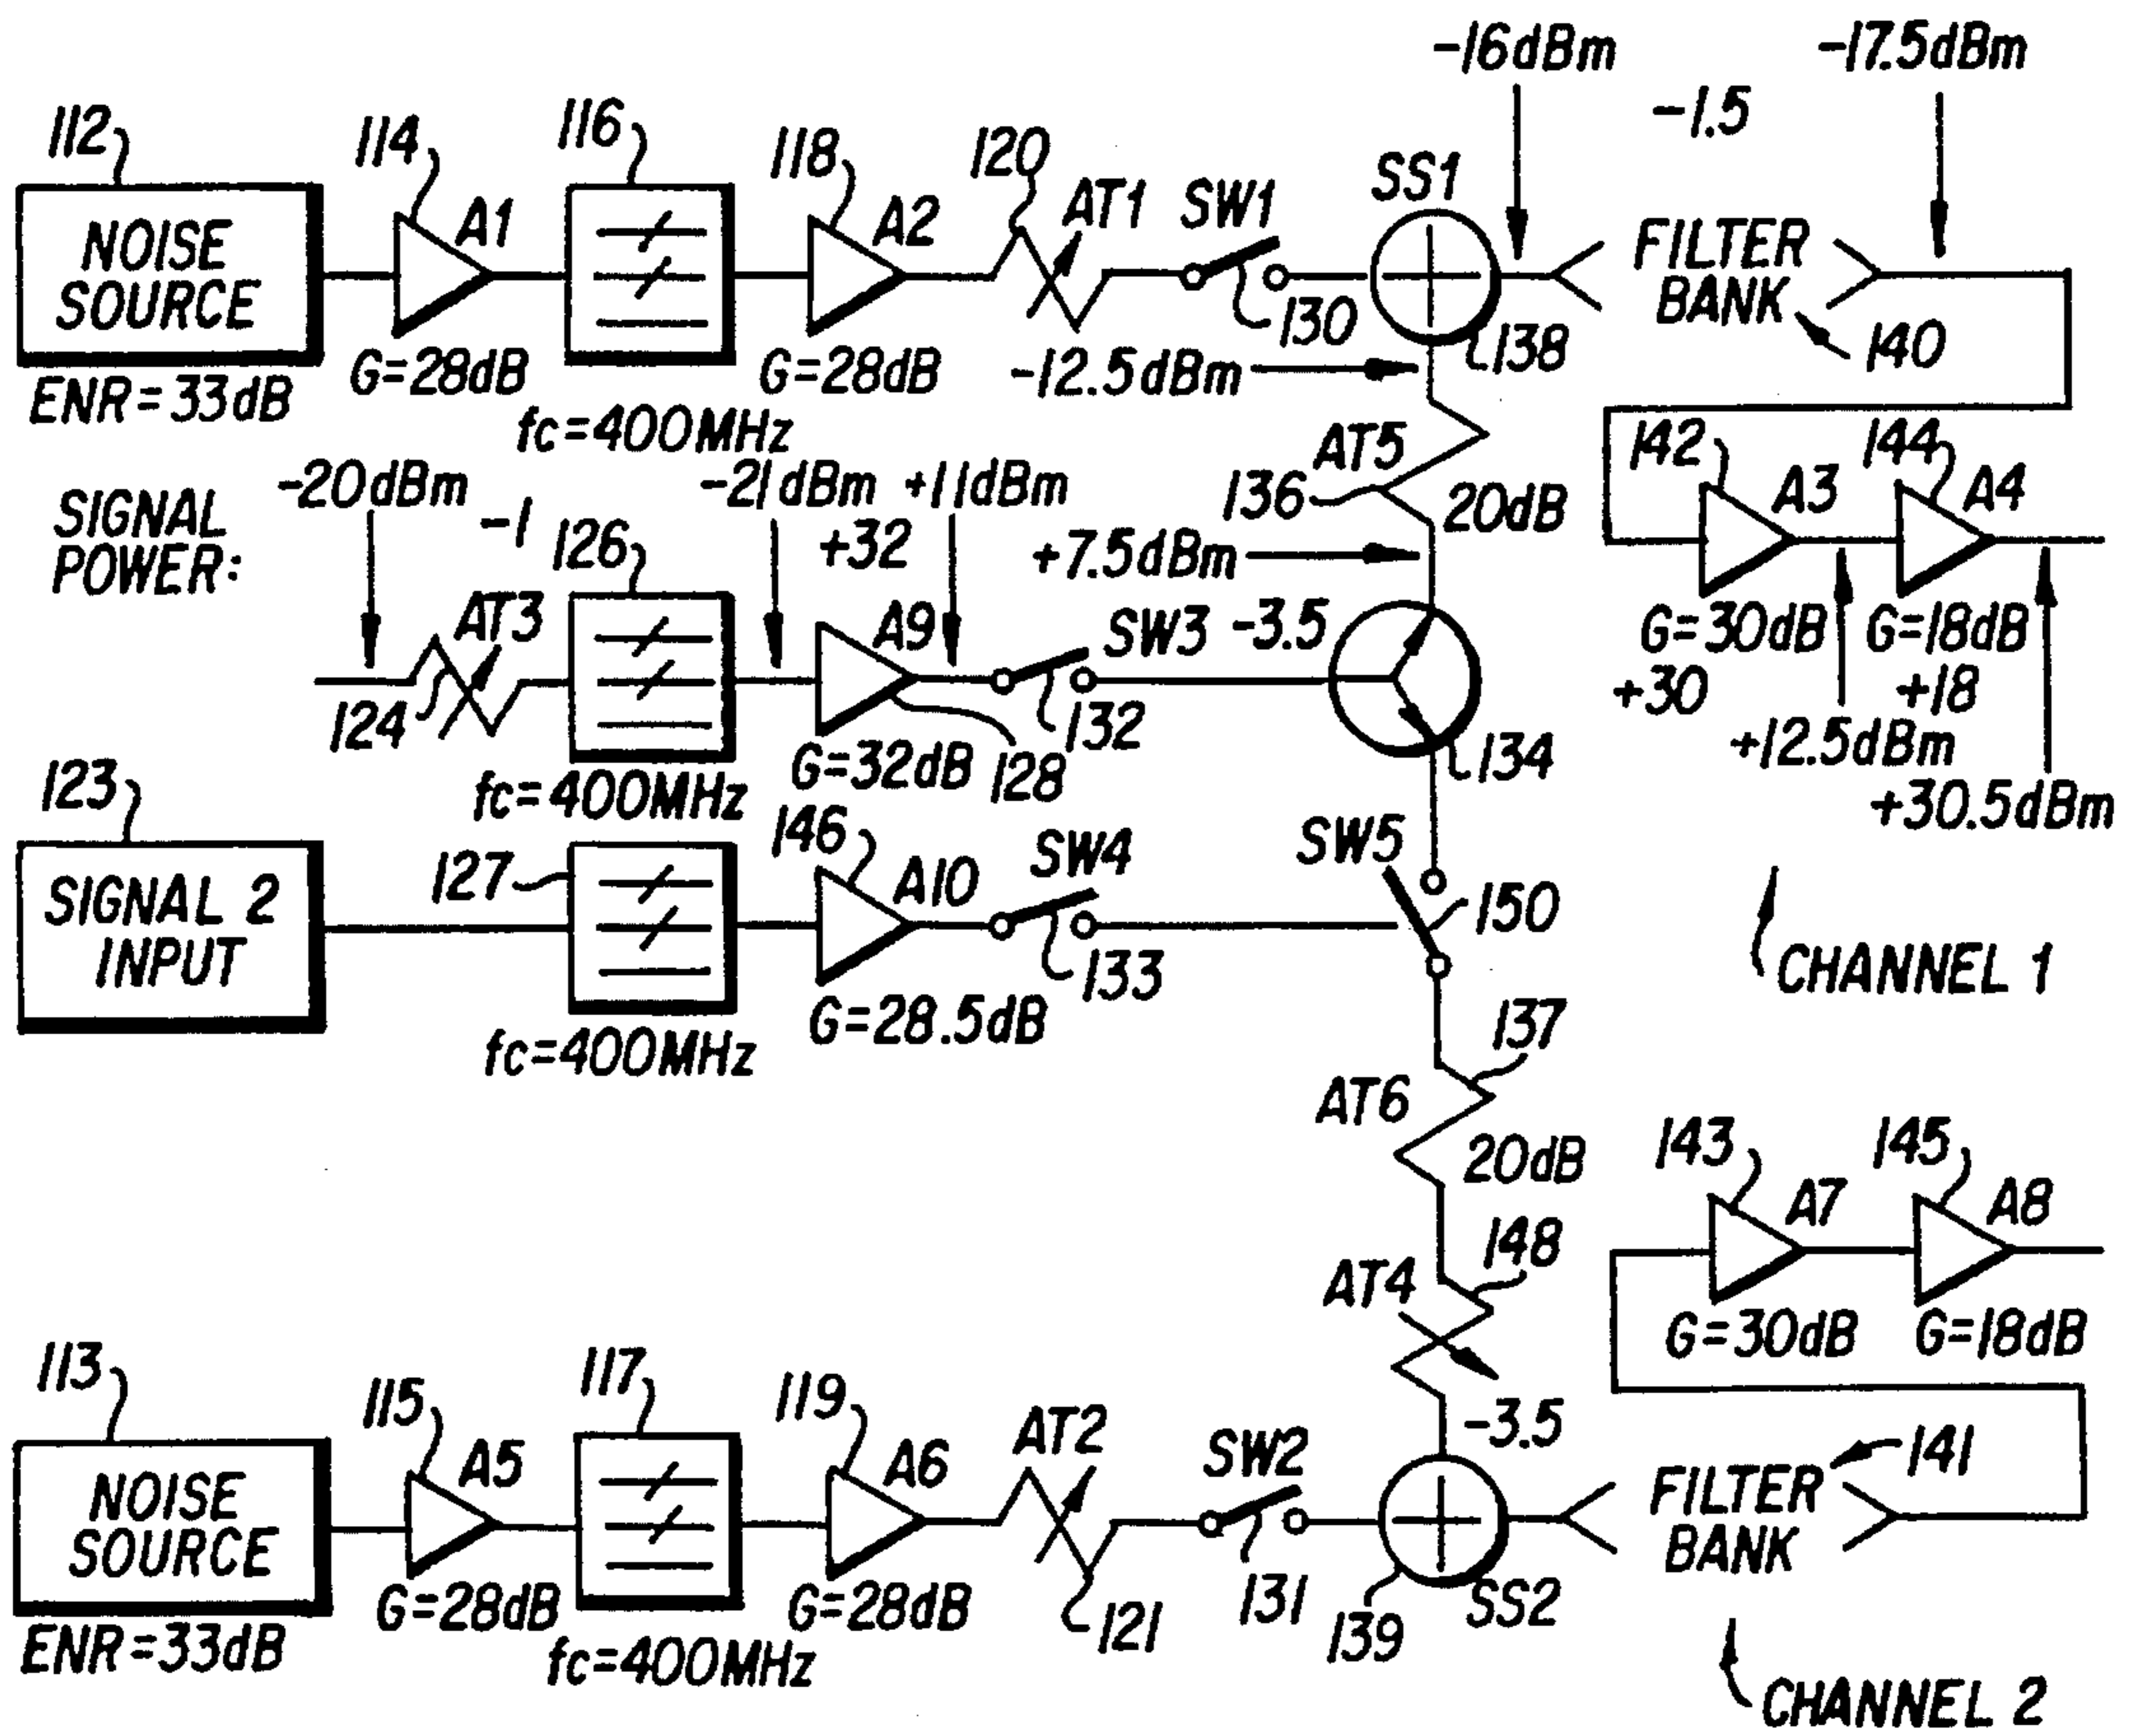 -16dBm
-17.5dBm
-1.5
112
114
116
118
120
AT1
SW1
SS1
NOISE
SOURCE
A1
A2
FILTER
BANK
130
138
140
ENR=33dB
G=28dB
G=28dB
-12.5dBm
fc=400MHz
SIGNAL
POWER:
-20dBm
-1
-21dBm
+11dBm
+32
126
AT5
136
20dB
142
A3
144
A4
+7.5dBm
AT3
A9
SW3
-3.5
G=30dB
G=18dB
+30
+18
124
132
134
+12.5dBm
+30.5dBm
G=32dB
128
fc=400MHz
123
146
SW4
SW5
SIGNAL 2
INPUT
127
A10
150
133
CHANNEL 1
G=28.5dB
fc=400MHz
137
AT6
20dB
143
A7
145
A8
148
AT4
G=30dB
G=18dB
113
115
117
119
AT2
SW2
-3.5
141
NOISE
SOURCE
A5
A6
FILTER
BANK
ENR=33dB
G=28dB
G=28dB
121
131
139
SS2
fc=400MHz
CHANNEL 2